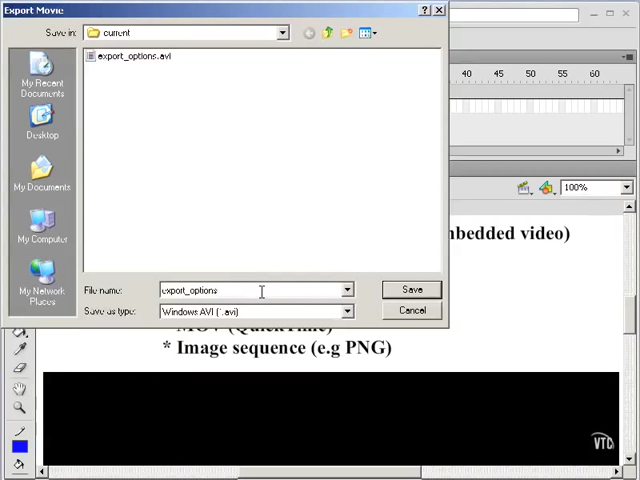 Export Movie
Save in: current
export_options.avi
My Recent
Documents
Desktop
My Documents
My Computer
My Network
Places
File name: export_options Save
Save as type: Windows AVI (*.avi) Cancel
40 45 50 55 60
100%
bedded video)
* Image sequence (e.g PNG)
VTC